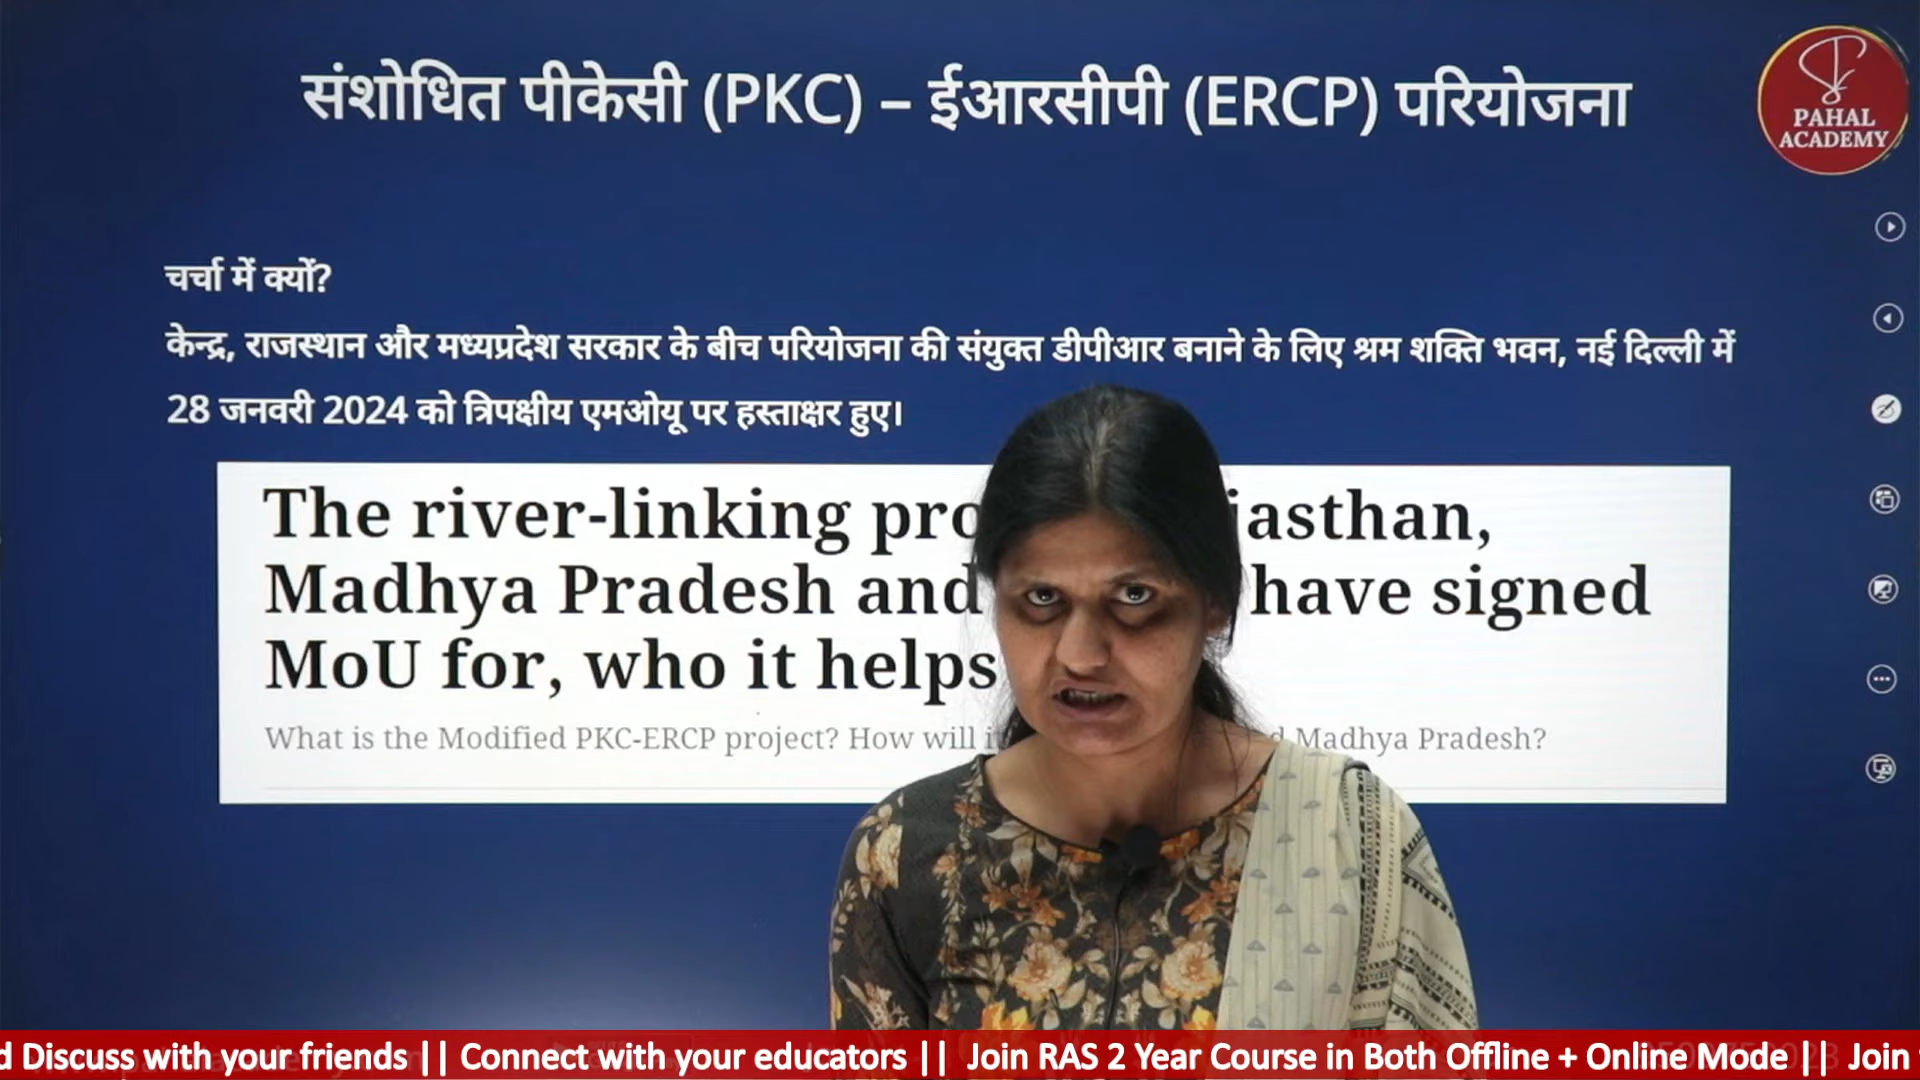 संशोधित पीकेसी (PKC) – ईआरसीपी (ERCP) परियोजना
PAHAL
ACADEMY
चर्चा में क्यों?
केन्द्र, राजस्थान और मध्यप्रदेश सरकार के बीच परियोजना की संयुक्त डीपीआर बनाने के लिए श्रम शक्ति भवन, नई दिल्ली में
28 जनवरी 2024 को त्रिपक्षीय एमओयू पर हस्ताक्षर हुए।
The river-linking pro jasthan,
Madhya Pradesh and have signed
MoU for, who it helps
What is the Modified PKC-ERCP project? How will i d Madhya Pradesh?
d Discuss with your friends || Connect with your educators || Join RAS 2 Year Course in Both Offline + Online Mode || Join